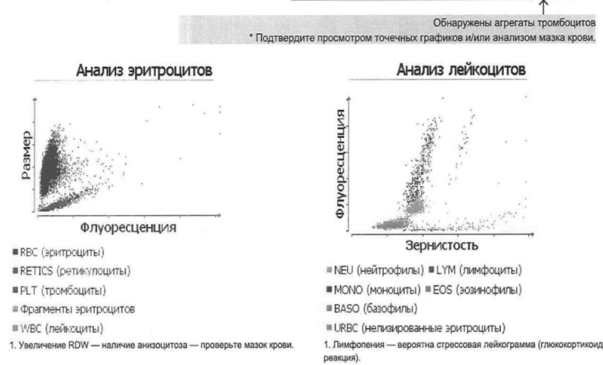 Обнаружены агрегаты тромбоцитов
* Подтвердите просмотром точечных графиков и/или анализом мазка крови.
Анализ эритроцитов
Размер
Флуоресценция
RBC (эритроциты)
RETICS (ретикулоциты)
PLT (тромбоциты)
Фрагменты эритроцитов
WBC (лейкоциты)
1. Увеличение RDW — наличие анизоцитоза — проверьте мазок крови.
Анализ лейкоцитов
Флуоресценция
Зернистость
NEU (нейтрофилы) LYM (лимфоциты)
MONO (моноциты) EOS (эозинофилы)
BASO (базофилы)
URBC (нелизированные эритроциты)
1. Лимфопения — вероятна стрессовая лейкограмма (глюкокортикоид
реакция).